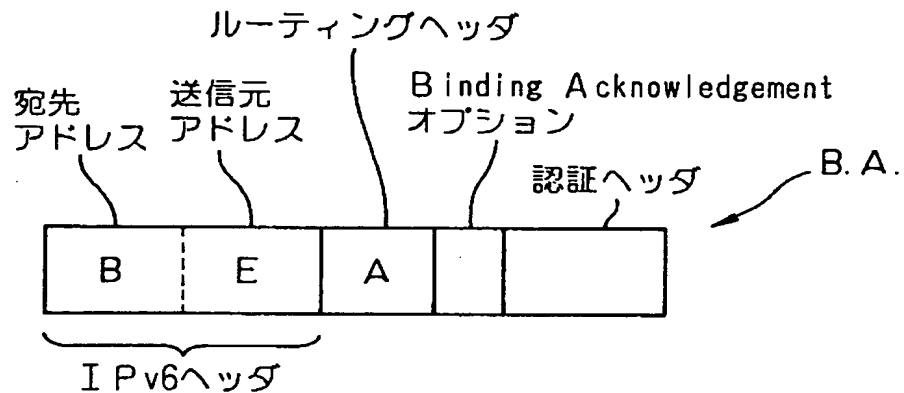 ルーティングヘッダ
宛先
アドレス
送信元
アドレス
Binding Acknowledgement
オプション
認証ヘッダ
B.A.
B
E
A
IPv6ヘッダ